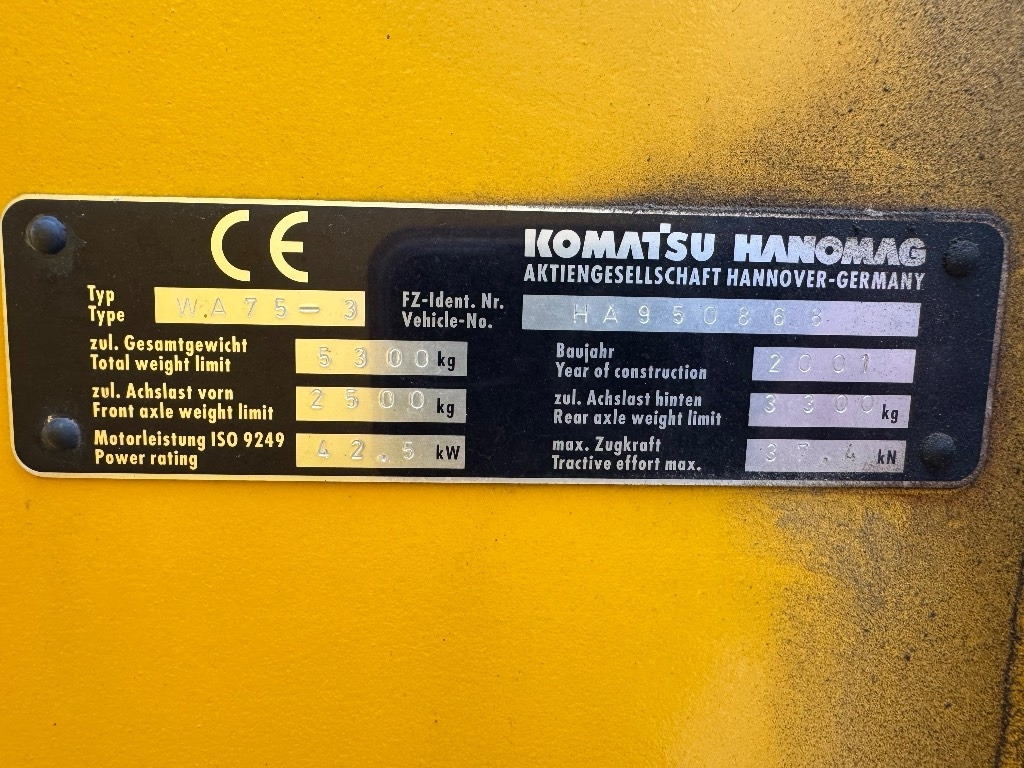 CE
KOMATSU HANOMAG
AKTIENGESELLSCHAFT HANNOVER-GERMANY
Typ
Type
WA75-3
FZ-Ident. Nr.
Vehicle-No.
HA950868
zul. Gesamtgewicht
Total weight limit
5300 kg
Baujahr
Year of construction
2001
zul. Achslast vorn
Front axle weight limit
2500 kg
zul. Achslast hinten
Rear axle weight limit
3300 kg
Motorleistung ISO 9249
Power rating
42.5 kW
max. Zugkraft
Tractive effort max.
37.4 kN